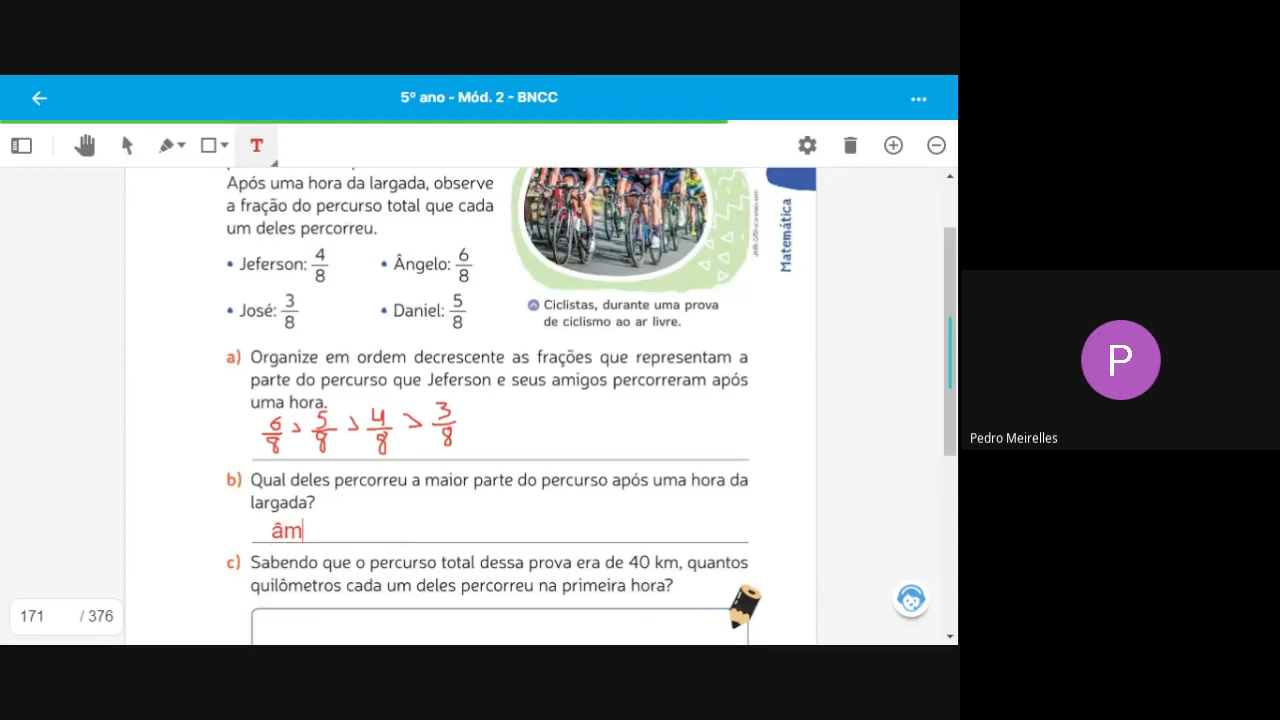 5º ano - Mód. 2 - BNCC
T
Após uma hora da largada, observe
a fração do percurso total que cada
um deles percorreu.
• Jeferson: 4/8 • Ângelo: 6/8
• José: 3/8 • Daniel: 5/8
Ciclistas, durante uma prova
de ciclismo ao ar livre.
Matemática
a) Organize em ordem decrescente as frações que representam a
parte do percurso que Jeferson e seus amigos percorreram após
uma hora.
6/8 > 5/8 > 4/8 > 3/8
b) Qual deles percorreu a maior parte do percurso após uma hora da
largada?
âm
c) Sabendo que o percurso total dessa prova era de 40 km, quantos
quilômetros cada um deles percorreu na primeira hora?
171 / 376
P
Pedro Meirelles